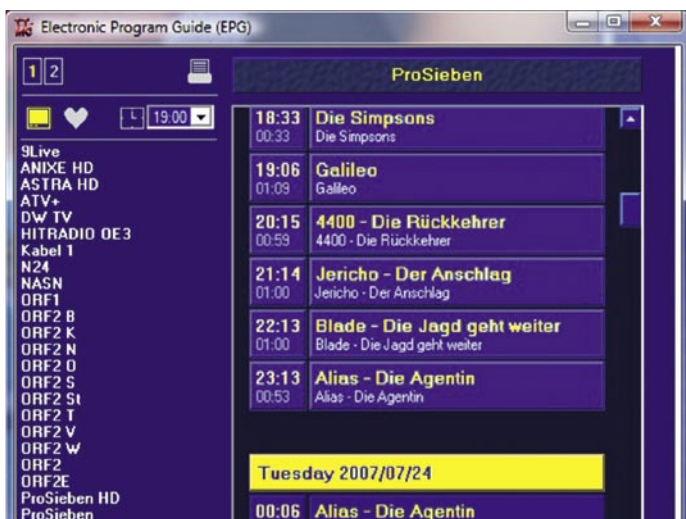 Electronic Program Guide (EPG)
1 2
ProSieben
19:00
9Live
ANIXE HD
ASTRA HD
ATV+
DW TV
HITRADIO OE3
Kabel 1
N24
NASN
ORF1
ORF2 B
ORF2 K
ORF2 N
ORF2 O
ORF2 S
ORF2 St
ORF2 T
ORF2 V
ORF2 W
ORF2
ORF2E
ProSieben HD
ProSieben
18:33 Die Simpsons
00:33 Die Simpsons
19:06 Galileo
01:09 Galileo
20:15 4400 - Die Rückkehrer
00:59 4400 - Die Rückkehrer
21:14 Jericho - Der Anschlag
01:00 Jericho - Der Anschlag
22:13 Blade - Die Jagd geht weiter
01:00 Blade - Die Jagd geht weiter
23:13 Alias - Die Agentin
00:53 Alias - Die Agentin
Tuesday 2007/07/24
00:06 Alias - Die Agentin